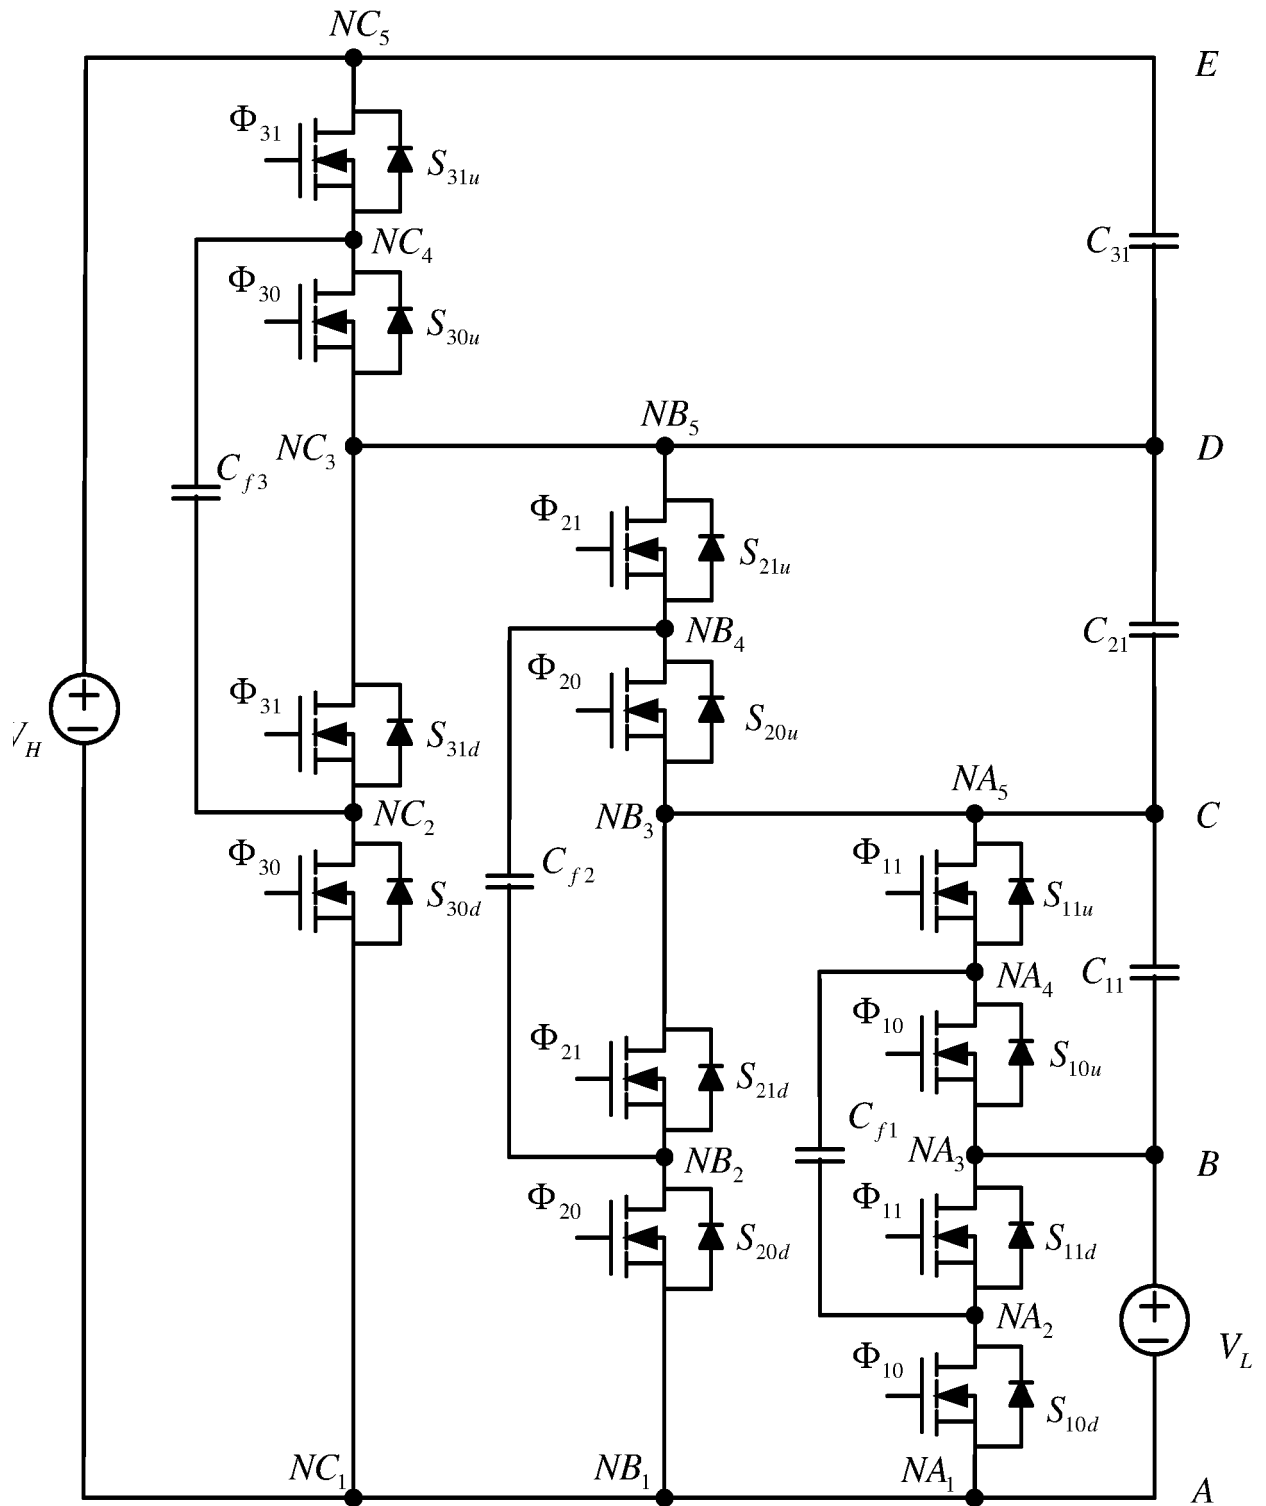 NC5
E
Φ31
S31u
NC4
C31
Φ30
S30u
NB5
NC3
D
Cf3
Φ21
S21u
NB4
C21
Φ20
Φ31
S20u
S31d
VH
NA5
NC2
NB3
C
Φ30
Φ11
Cf2
S30d
S11u
NA4
C11
Φ10
Φ21
S10u
S21d
Cf1
NA3
NB2
B
Φ20
Φ11
S20d
S11d
NA2
VL
Φ10
S10d
NC1
NB1
NA1
A